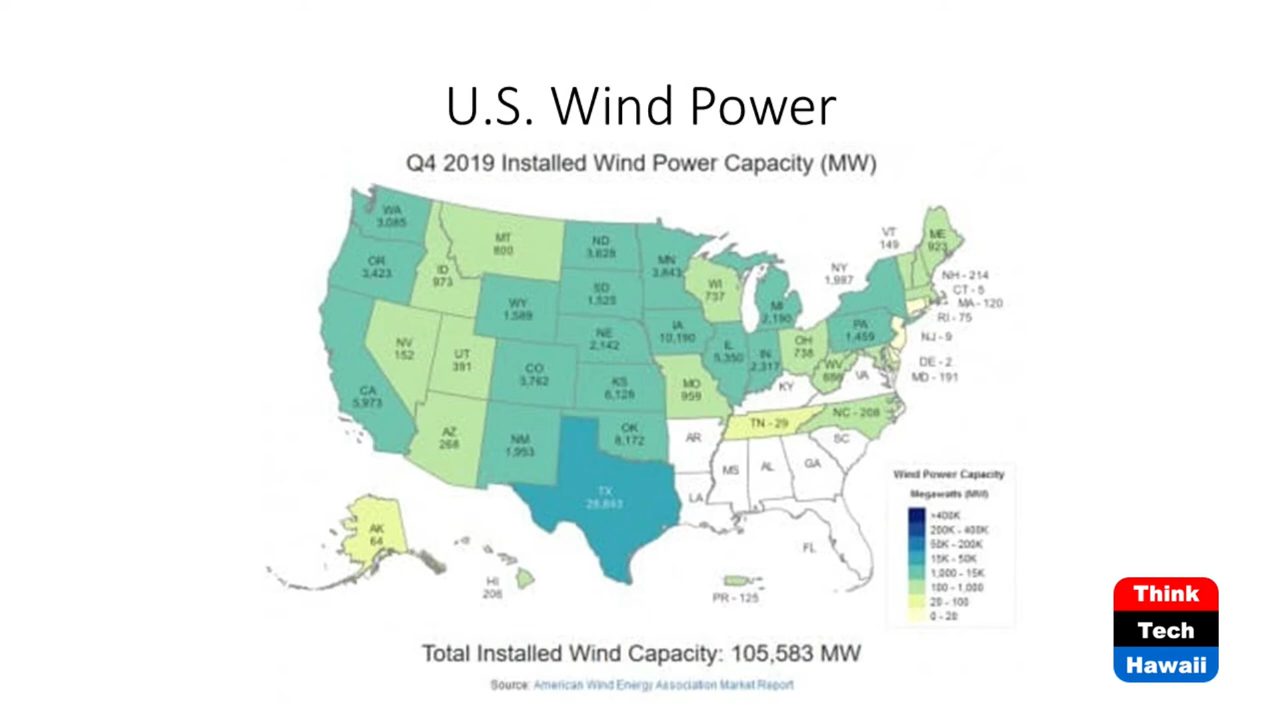 U.S. Wind Power
Q4 2019 Installed Wind Power Capacity (MW)
WA
3,085
OR
3,423
CA
5,973
ID
973
NV
152
MT
800
WY
1,589
UT
391
AZ
268
CO
3,762
NM
1,953
ND
3,628
SD
1,525
NE
2,142
KS
6,128
OK
8,172
TX
MN
3,843
IA
10,190
MO
959
WI
737
IL
5,350
IN
2,317
MI
2,190
OH
738
KY
WV
VA
PA
1,459
NY
1,987
VT
149
ME
923
NH - 214
CT - 5
MA - 120
RI - 75
NJ - 9
DE - 2
MD - 191
TN - 29
NC - 208
SC
AR
MS
AL
GA
LA
FL
AK
64
HI
206
PR - 125
Wind Power Capacity
Megawatts (MW)
>400K
200K - 400K
50K - 200K
15K - 50K
1,000 - 15K
100 - 1,000
20 - 100
0 - 20
Total Installed Wind Capacity: 105,583 MW
Source: American Wind Energy Association Market Report
Think
Tech
Hawaii